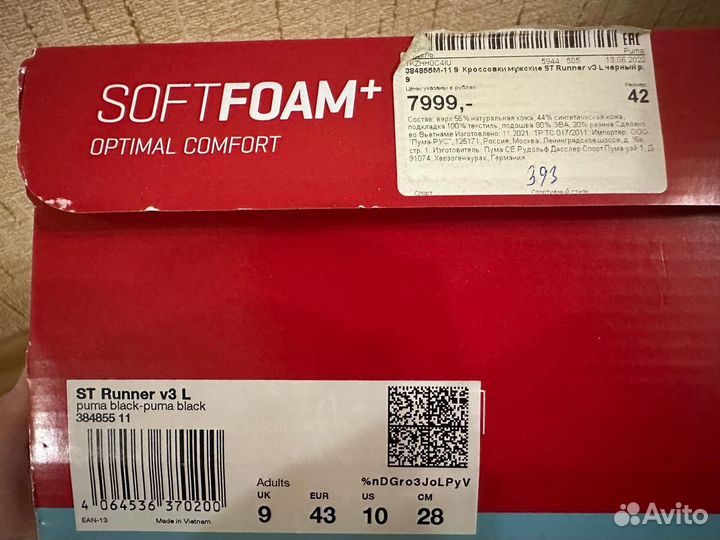 SOFTFOAM+
OPTIMAL COMFORT
EAC
Puma
5944 505 13.06.2022
384855M-11 9 Кроссовки мужские ST Runner v3 L черный р.
9
Цены указаны в рублях
Размер:
7999,-
42
Состав: верх 56% натуральная кожа, 44% синтетическая кожа,
подкладка 100% текстиль, подошва 80% ЭВА, 20% резина Сделано
во Вьетнаме Изготовлено: 11.2021. ТР ТС 017/2011. Импортер: ООО
"Пума-РУС", 125171, Россия, Москва, Ленинградское шоссе, д. 16а,
стр. 1. Изготовитель: Пума СЕ Рудольф Дасслер Спорт Пума уэй 1, Д-
91074, Херзогенаурах, Германия
393
Спорт Спортивный стиль
ST Runner v3 L
puma black-puma black
384855 11
4 064536 370200
EAN-13
Made in Vietnam
Adults
%nDGro3JoLPyV
UK EUR US CM
9 43 10 28
Avito